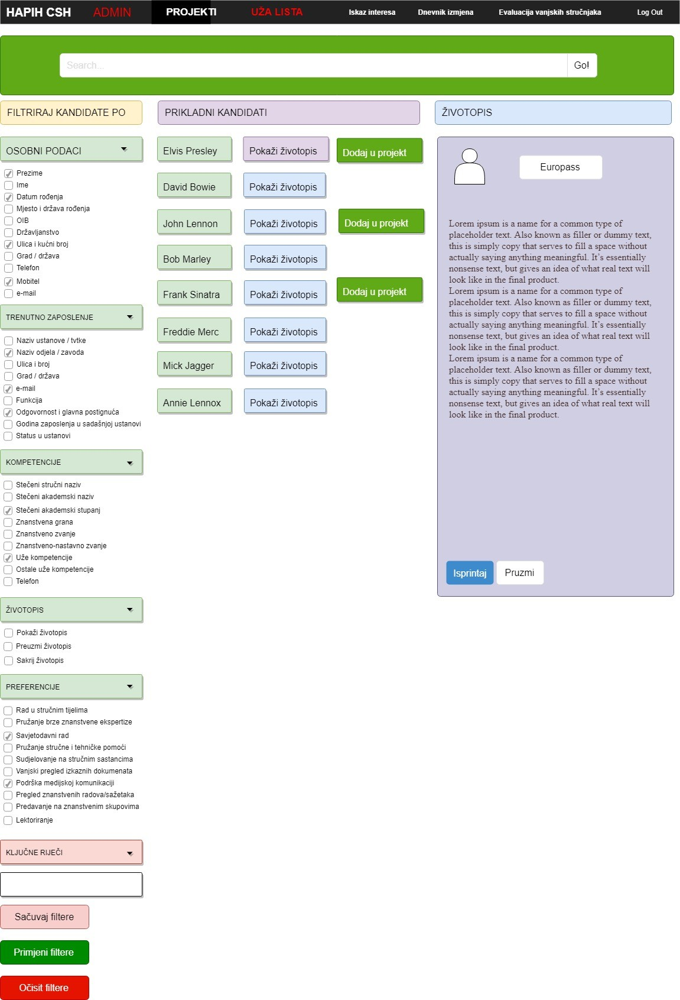 HAPIH CSH ADMIN PROJEKTI UŽA LISTA Iskaz interesa Dnevnik izmjena Evaluacija vanjskih stručnjaka Log Out
Search... Go!
FILTRIRAJ KANDIDATE PO
OSOBNI PODACI
Prezime
Ime
Datum rođenja
Mjesto i država rođenja
OIB
Državljanstvo
Ulica i kućni broj
Grad / država
Telefon
Mobitel
e-mail
TRENUTNO ZAPOSLENJE
Naziv ustanove / tvtke
Naziv odjela / zavoda
Ulica i broj
Grad / država
e-mail
Funkcija
Odgovornost i glavna postignuća
Godina zaposlenja u sadašnjoj ustanovi
Status u ustanovi
KOMPETENCIJE
Stečeni stručni naziv
Stečeni akademski naziv
Stečeni akademski stupanj
Znanstvena grana
Znanstveno zvanje
Znanstveno-nastavno zvanje
Uže kompetencije
Ostale uže kompetencije
Telefon
ŽIVOTOPIS
Pokaži životopis
Preuzmi životopis
Sakrij životopis
PREFERENCIJE
Rad u stručnim tijelima
Pružanje brze znanstvene ekspertize
Savjetodavni rad
Pružanje stručne i tehničke pomoći
Sudjelovanje na stručnim sastancima
Vanjski pregled izkaznih dokumenata
Podrška medijskoj komunikaciji
Pregled znanstvenih radova/sažetaka
Predavanje na znanstvenim skupovima
Lektoriranje
KLJUČNE RIJEČI
Sačuvaj filtere
Primjeni filtere
Očisit filtere
PRIKLADNI KANDIDATI
Elvis Presley Pokaži životopis Dodaj u projekt
David Bowie Pokaži životopis
John Lennon Pokaži životopis Dodaj u projekt
Bob Marley Pokaži životopis
Frank Sinatra Pokaži životopis Dodaj u projekt
Freddie Merc Pokaži životopis
Mick Jagger Pokaži životopis
Annie Lennox Pokaži životopis
ŽIVOTOPIS
Europass
Lorem ipsum is a name for a common type of
placeholder text. Also known as filler or dummy text,
this is simply copy that serves to fill a space without
actually saying anything meaningful. It’s essentially
nonsense text, but gives an idea of what real text will
look like in the final product.
Lorem ipsum is a name for a common type of
placeholder text. Also known as filler or dummy text,
this is simply copy that serves to fill a space without
actually saying anything meaningful. It’s essentially
nonsense text, but gives an idea of what real text will
look like in the final product.
Lorem ipsum is a name for a common type of
placeholder text. Also known as filler or dummy text,
this is simply copy that serves to fill a space without
actually saying anything meaningful. It’s essentially
nonsense text, but gives an idea of what real text will
look like in the final product.
Isprintaj Pruzmi